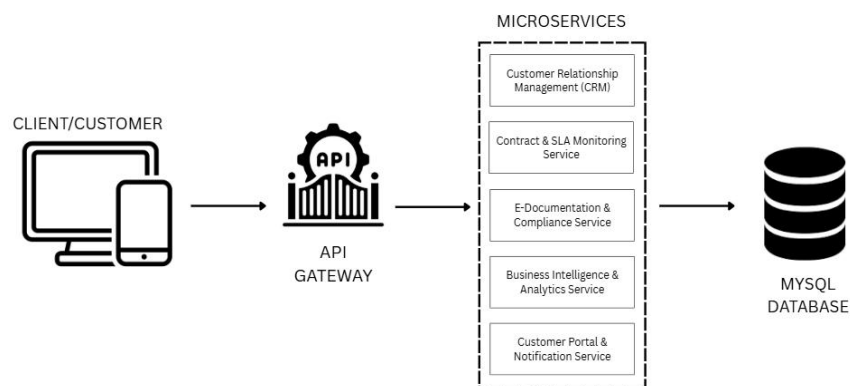 MICROSERVICES
CLIENT/CUSTOMER
API
API
GATEWAY
Customer Relationship
Management (CRM)
Contract & SLA Monitoring
Service
E-Documentation &
Compliance Service
Business Intelligence &
Analytics Service
Customer Portal &
Notification Service
MYSQL
DATABASE